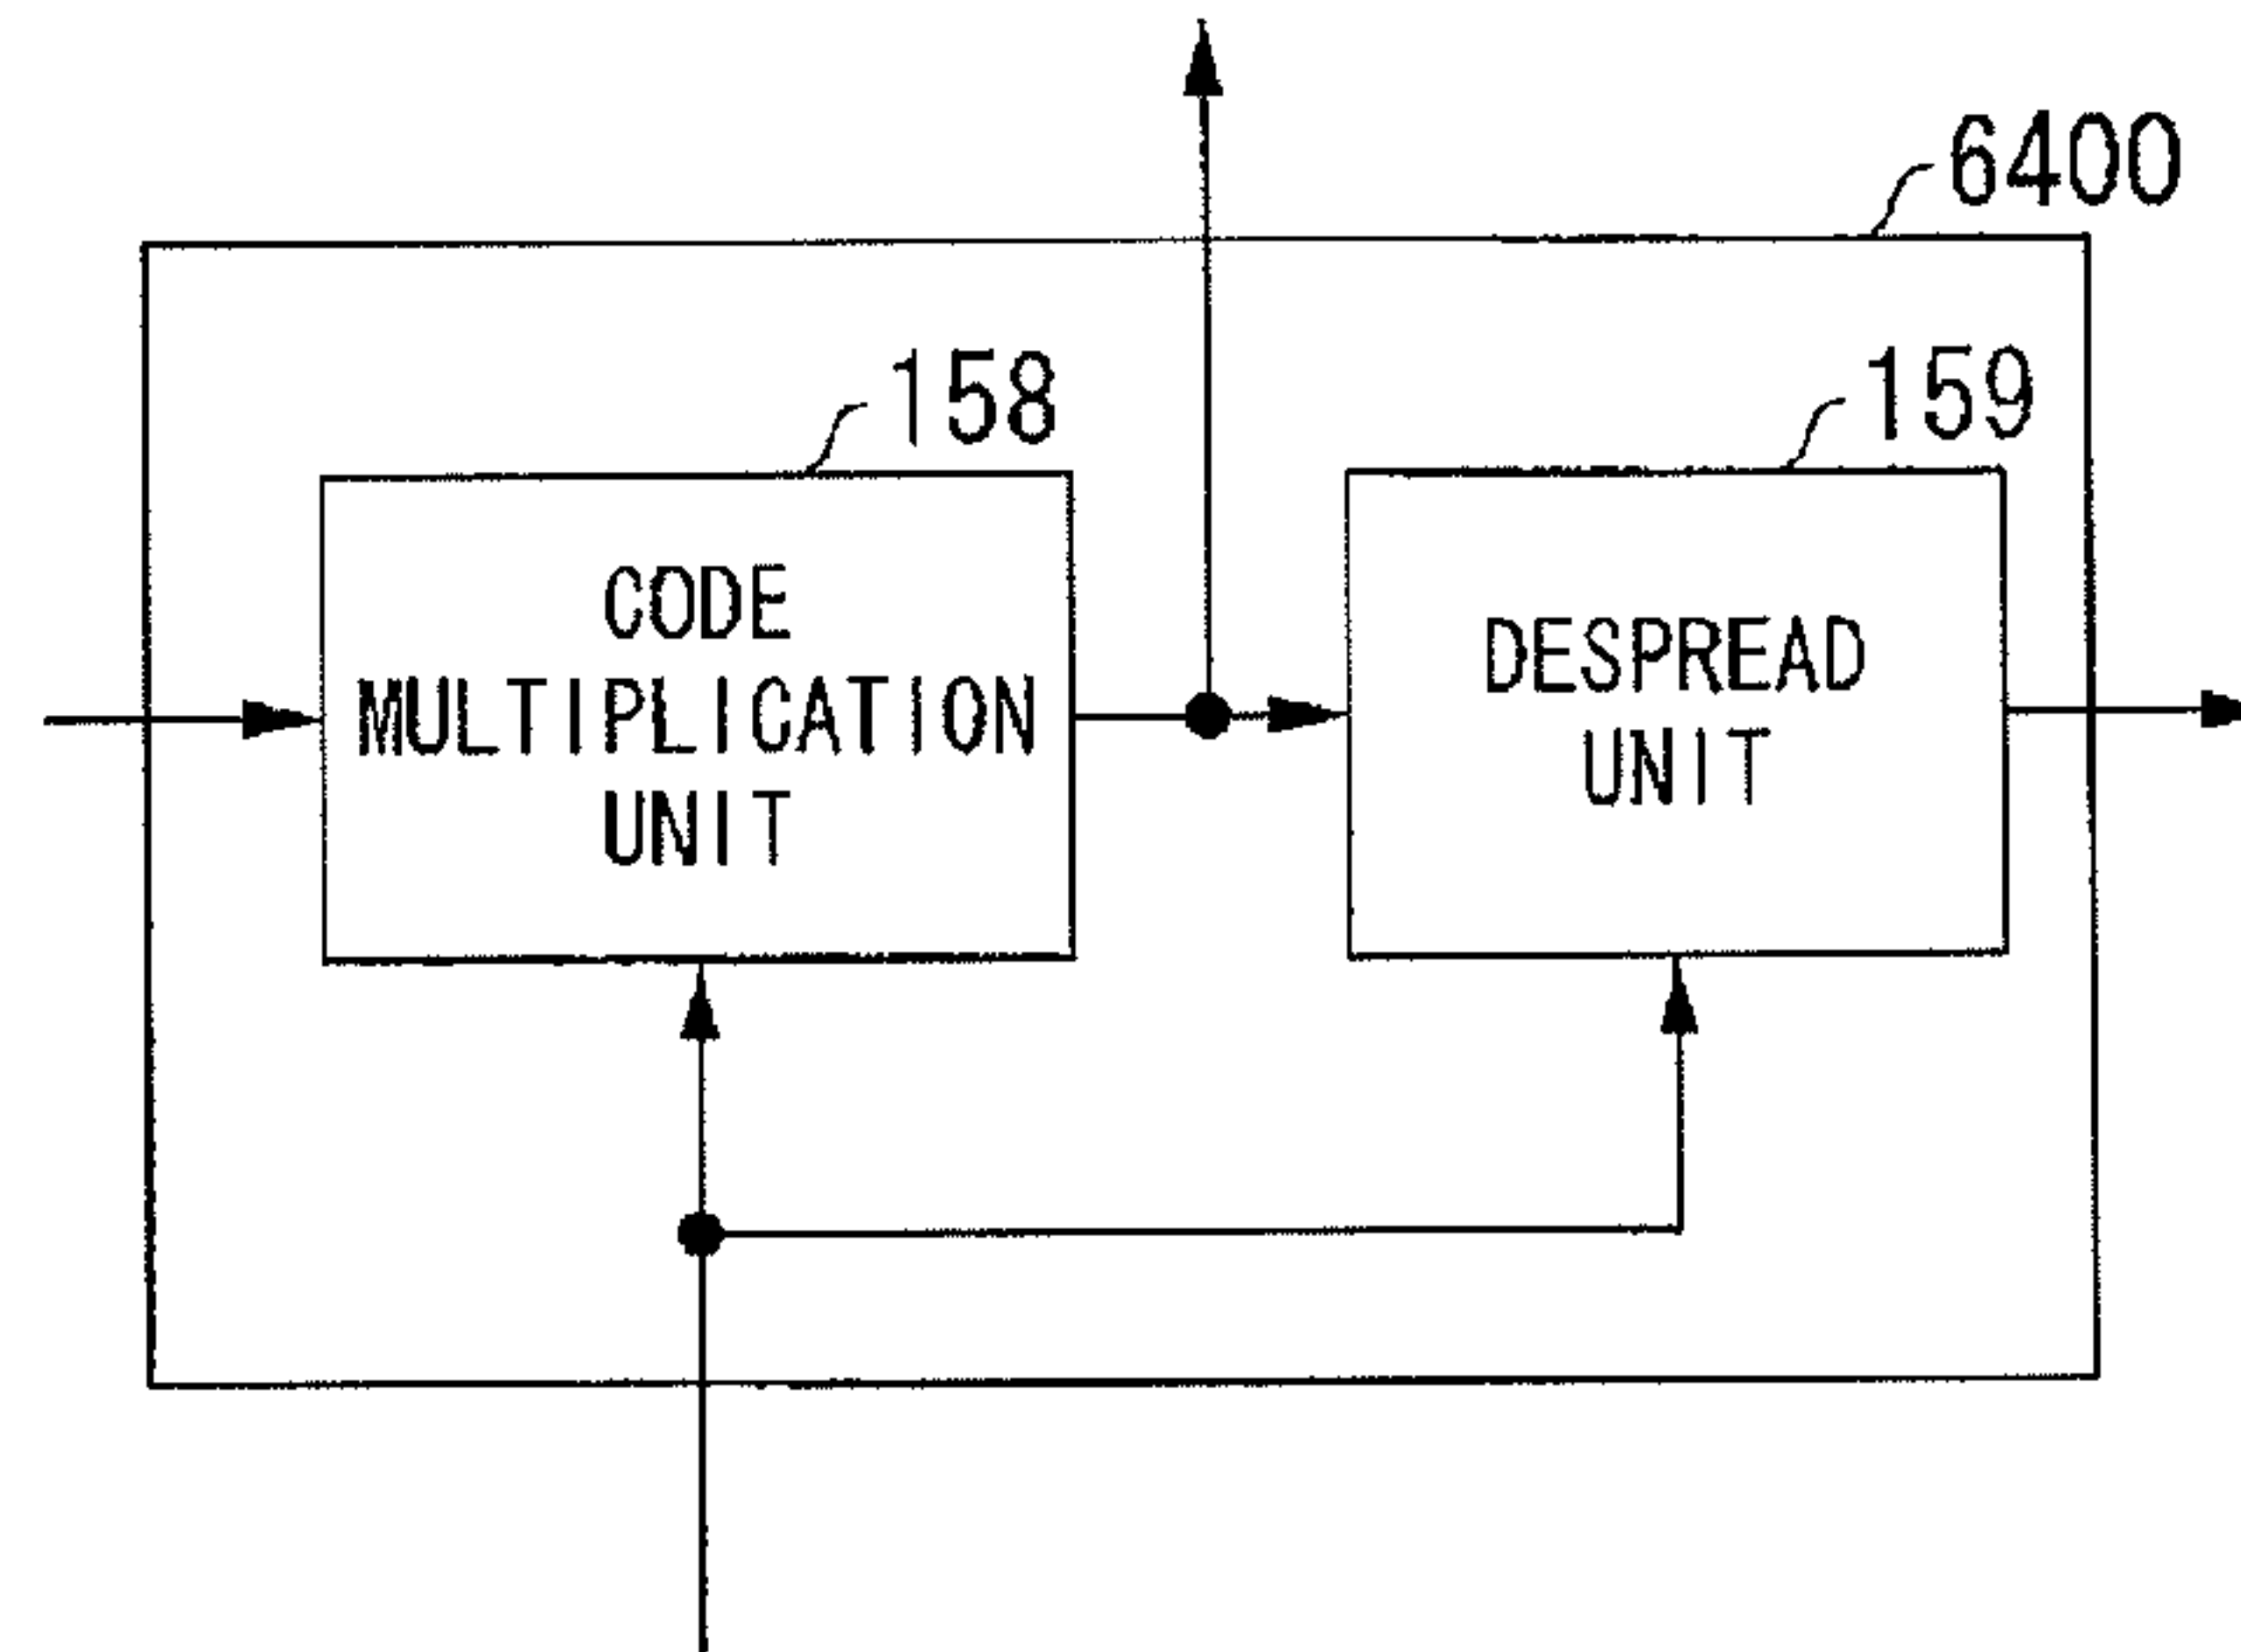 6400
158
159
CODE
MULTIPLICATION
UNIT
DESPREAD
UNIT